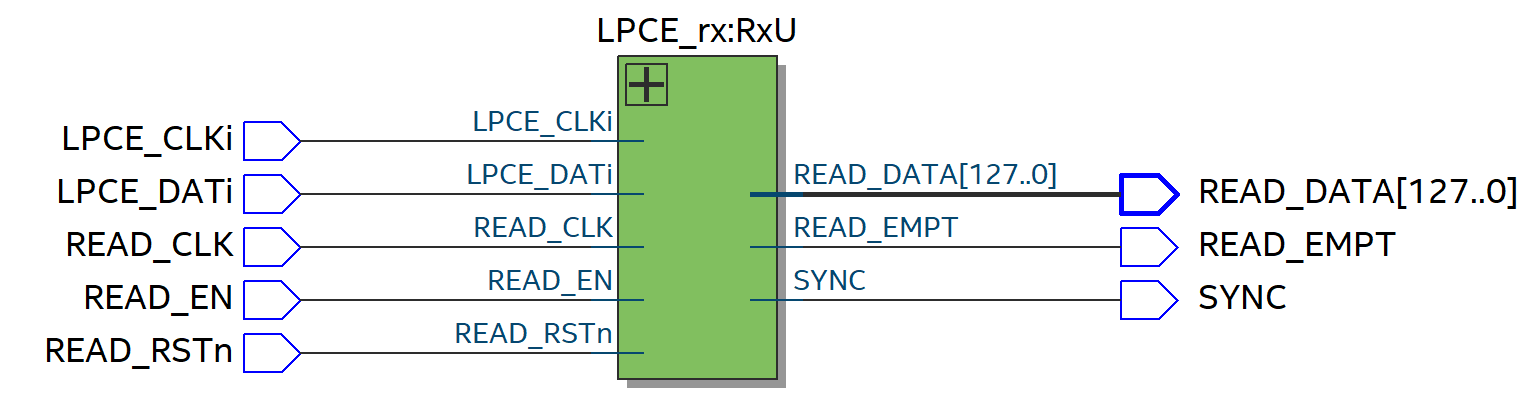 LPCE_rx:RxU
LPCE_CLKi
LPCE_CLKi
LPCE_DATi
LPCE_DATi
READ_DATA[127..0]
READ_DATA[127..0]
READ_CLK
READ_CLK
READ_EMPT
READ_EMPT
READ_EN
READ_EN
SYNC
SYNC
READ_RSTn
READ_RSTn